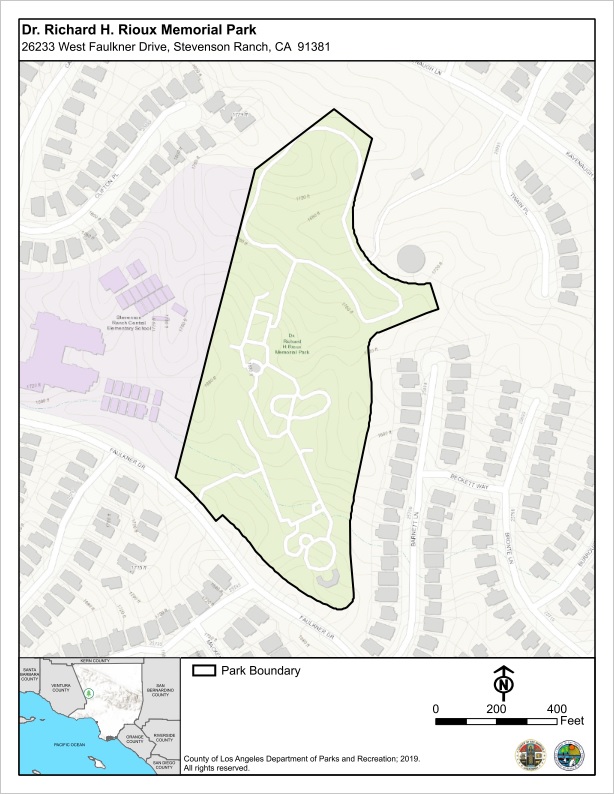 Dr. Richard H. Rioux Memorial Park
26233 West Faulkner Drive, Stevenson Ranch, CA  91381
CLIFTON PL
TWAIN PL
Stevenson
Ranch Central
Elementary School
Dr.
Richard
H Rioux
Memorial Park
FAULKNER DR
BECKETT WAY
BARNETT LN
BRONTE LN
FAULKNER DR
KERN COUNTY
SANTA
BARBARA
COUNTY
VENTURA
COUNTY
SAN
BERNARDINO
COUNTY
ORANGE
COUNTY
RIVERSIDE
COUNTY
SAN DIEGO
COUNTY
PACIFIC OCEAN
Park Boundary
N
0 200 400
Feet
County of Los Angeles Department of Parks and Recreation; 2019.
All rights reserved.